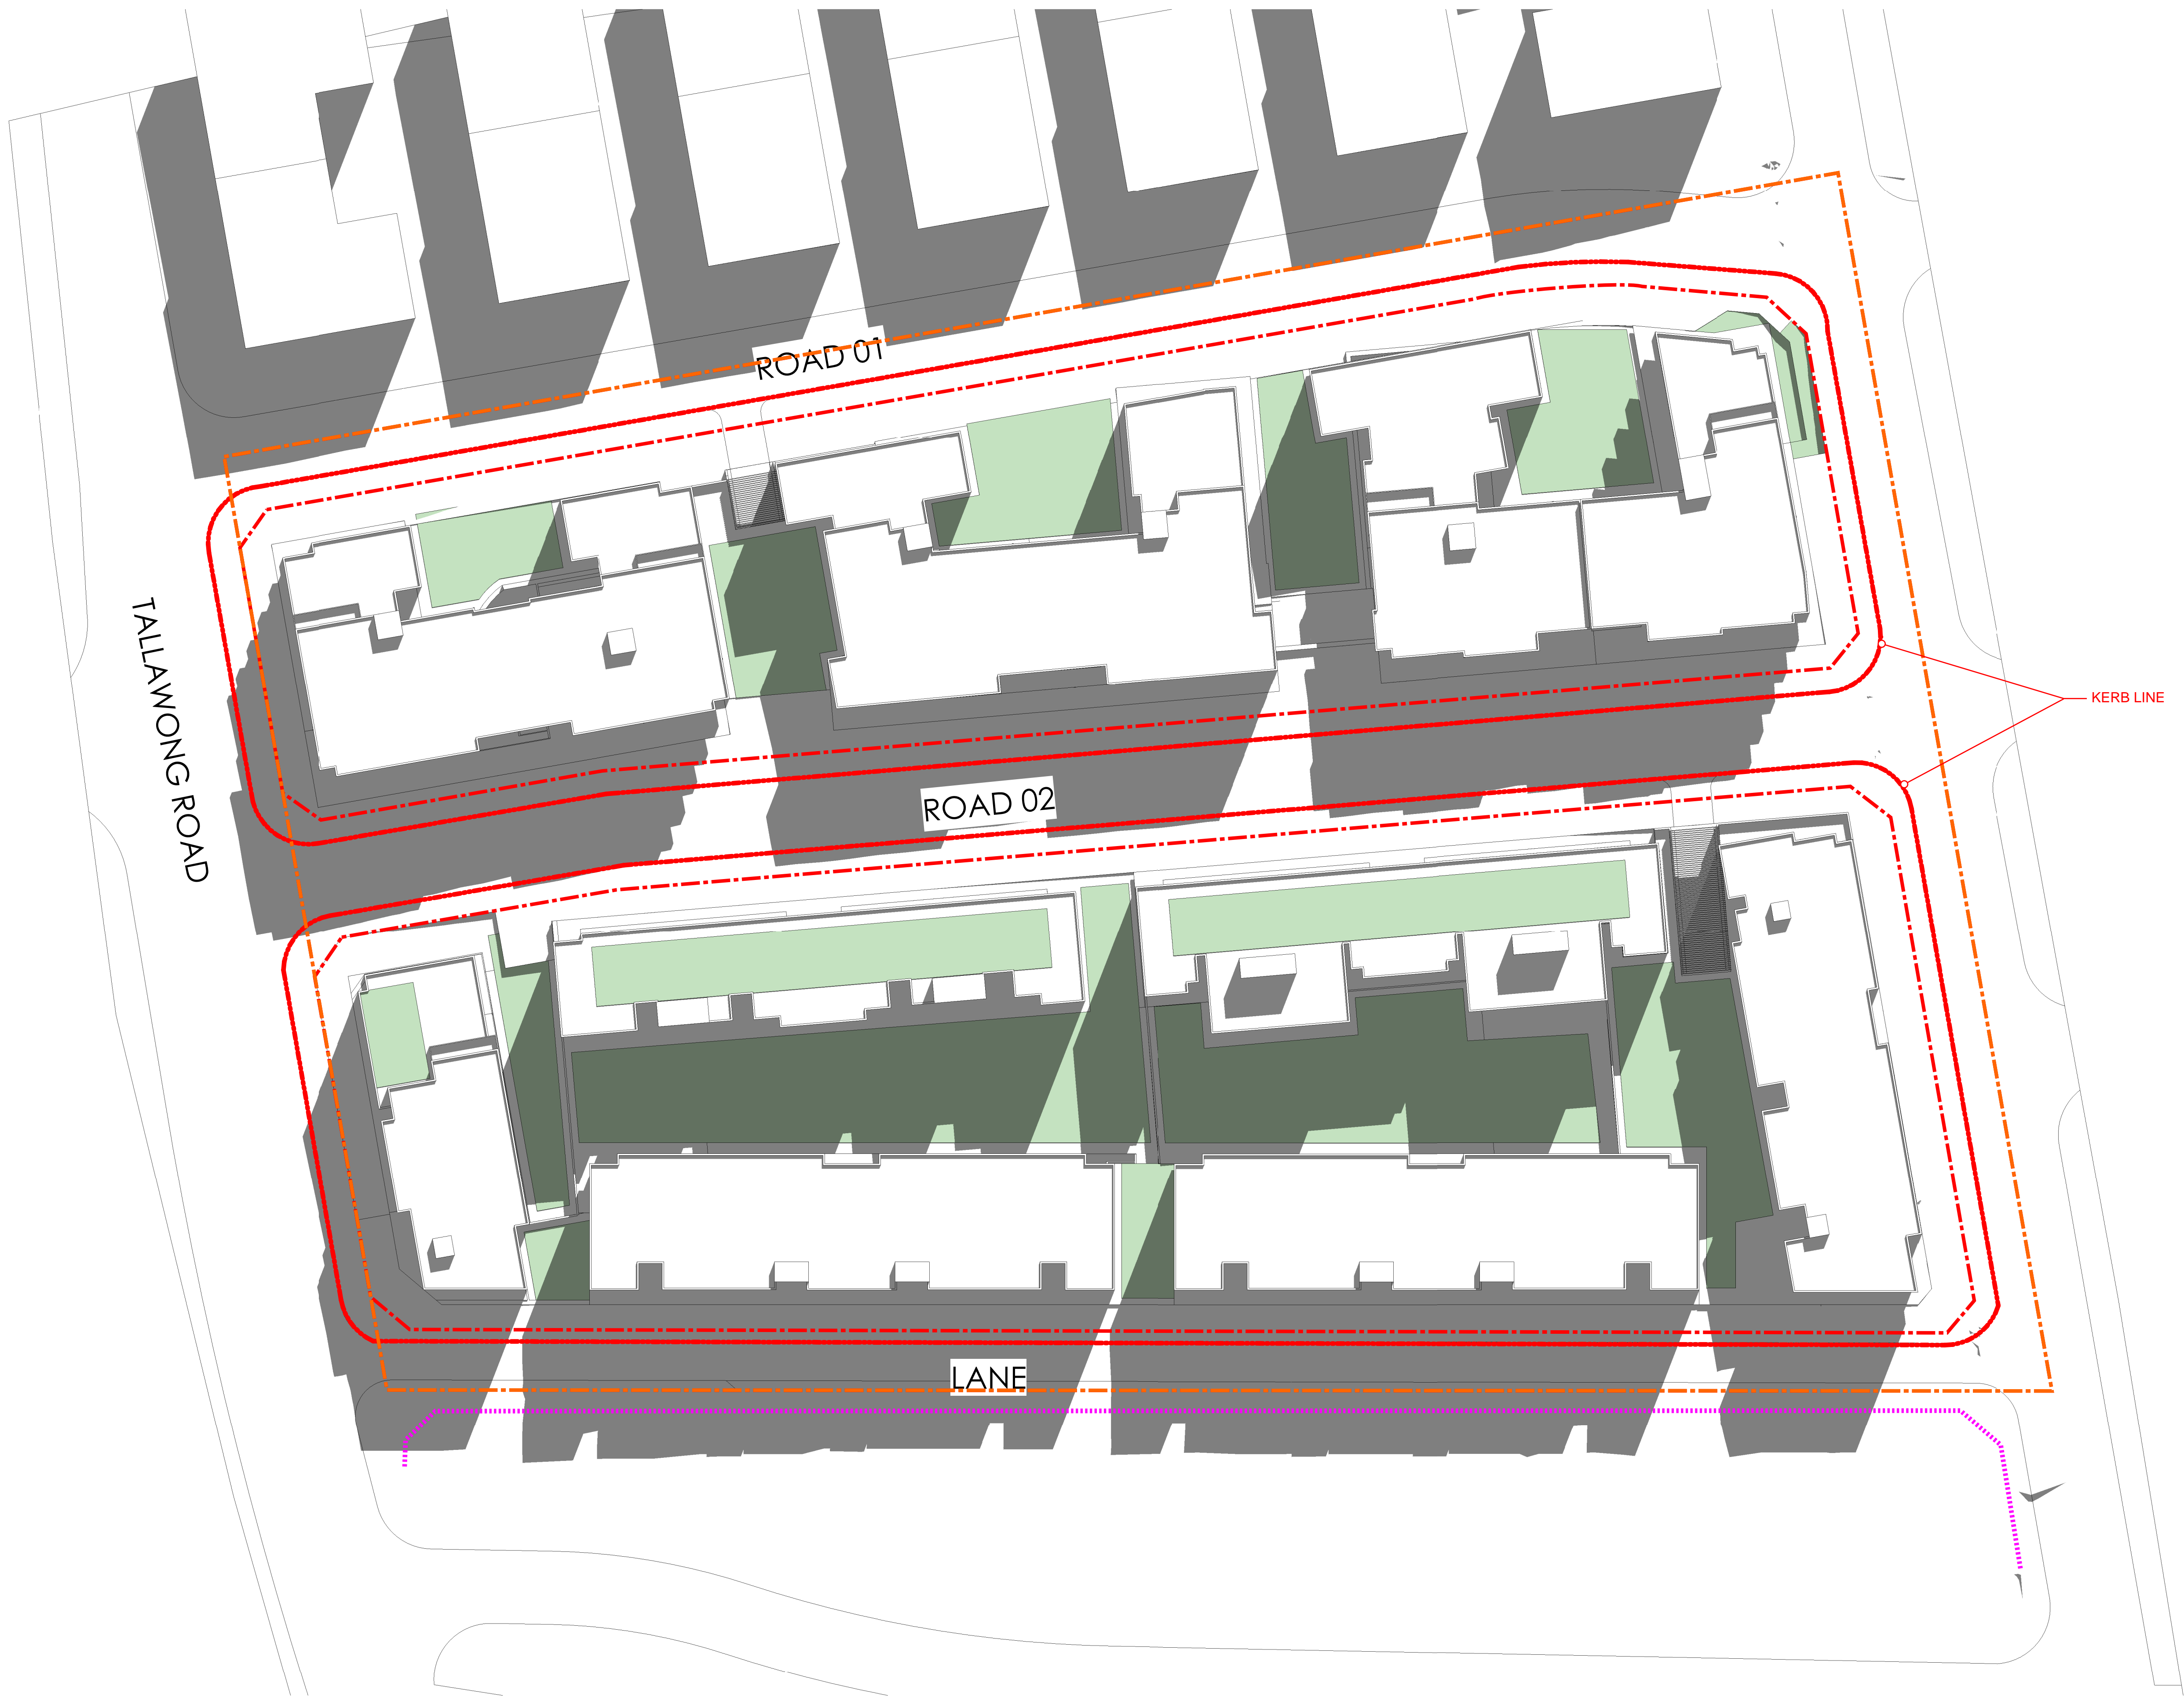 ROAD 01
TALLAWONG ROAD
KERB LINE
ROAD 02
LANE